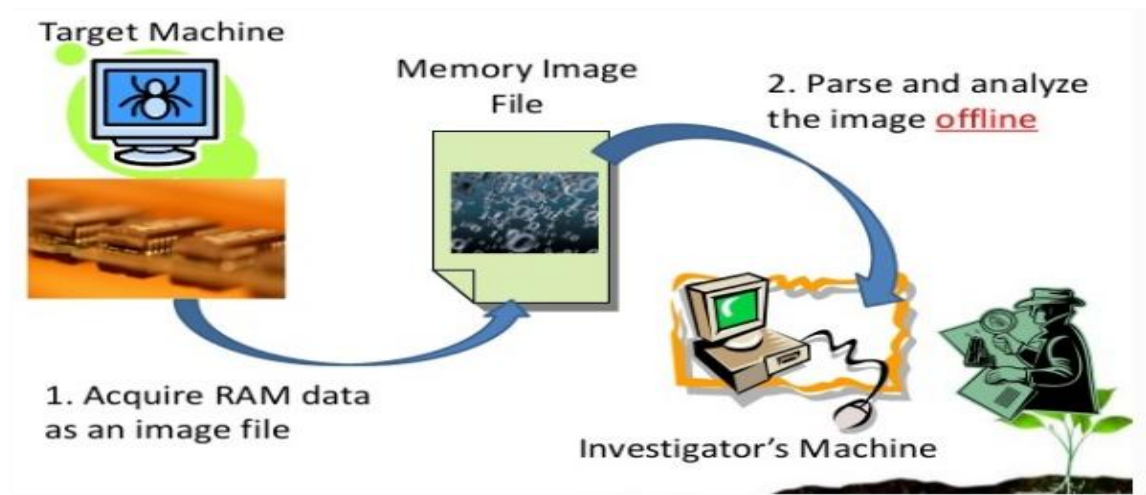 Target Machine
Memory Image
File
2. Parse and analyze
the image offline
1. Acquire RAM data
as an image file
Investigator's Machine